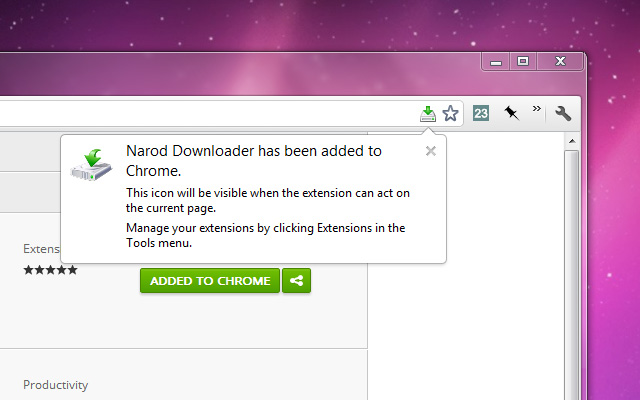 23
»
Narod Downloader has been added to
Chrome.
This icon will be visible when the extension can act on
the current page.
Manage your extensions by clicking Extensions in the
Tools menu.
Extens
ADDED TO CHROME
Productivity